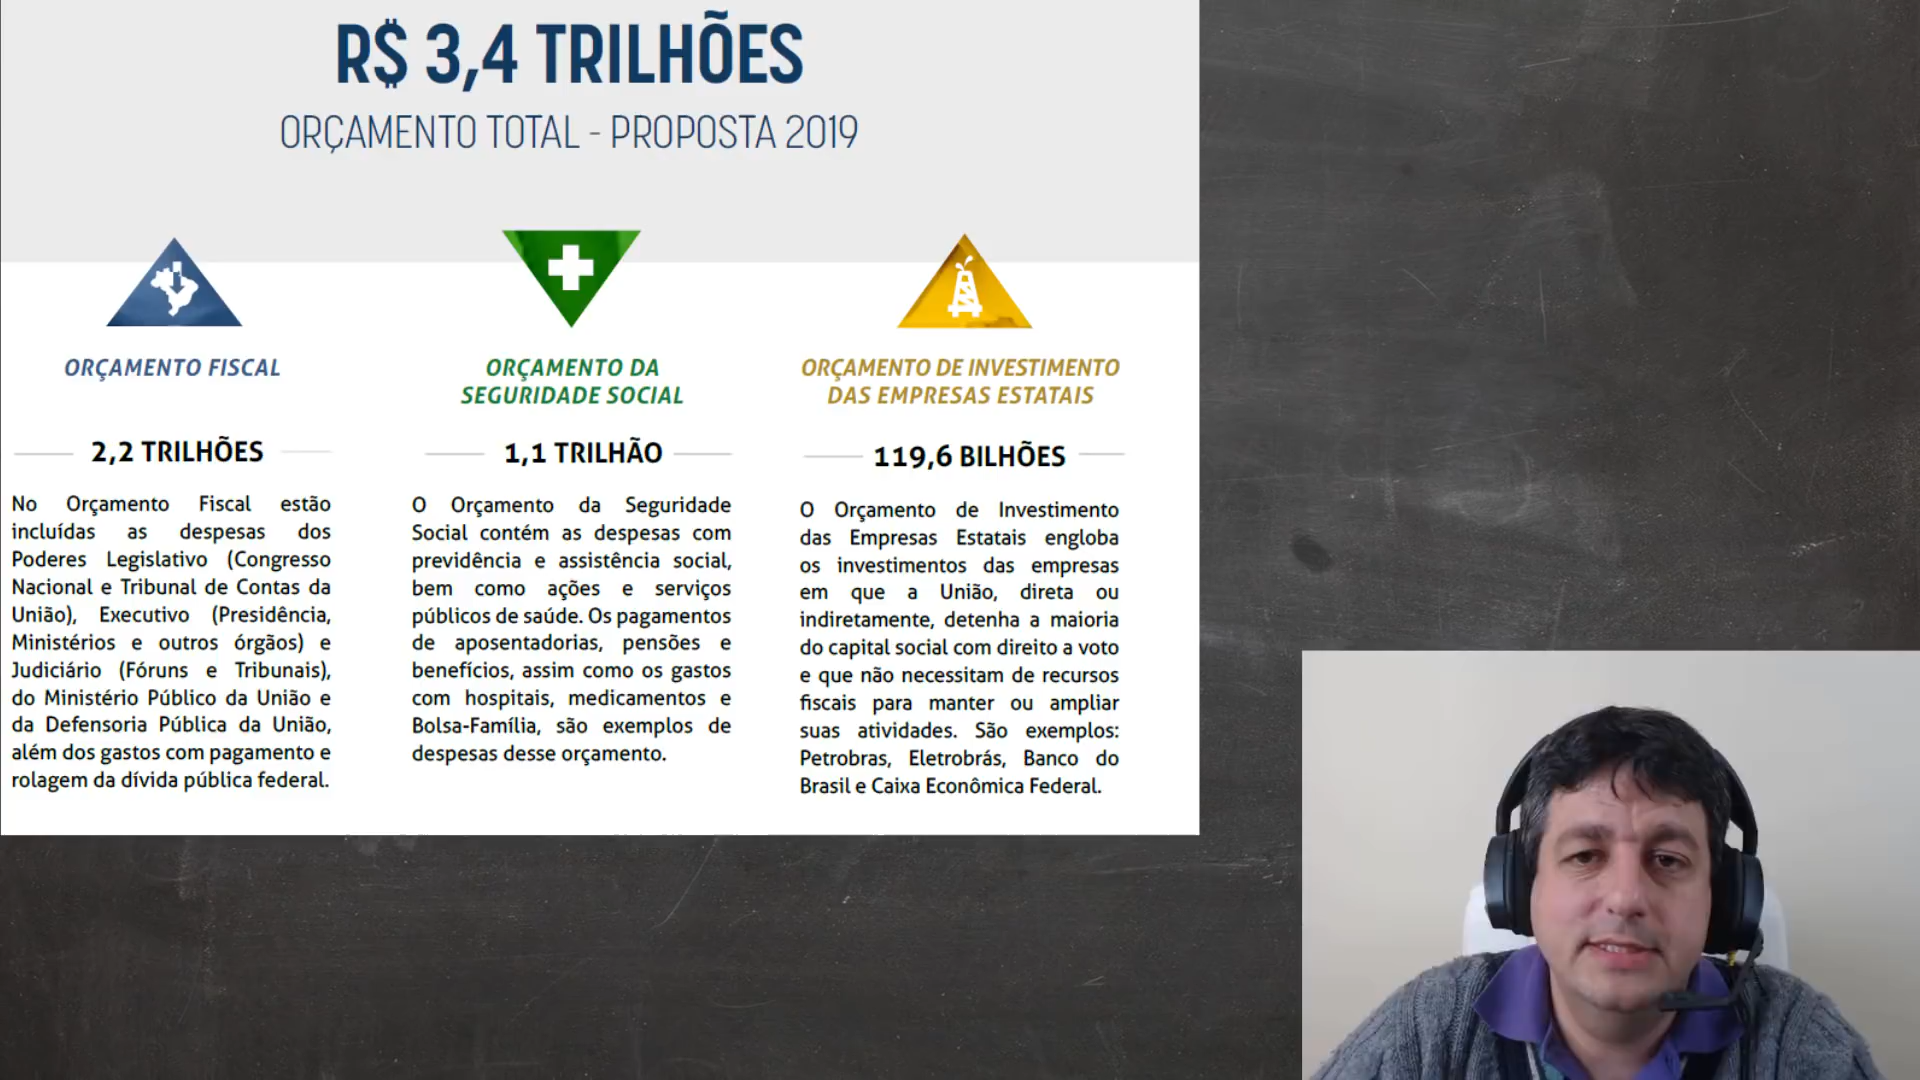 R$ 3,4 TRILHÕES
ORÇAMENTO TOTAL - PROPOSTA 2019
ORÇAMENTO FISCAL
2,2 TRILHÕES
No Orçamento Fiscal estão
incluídas as despesas dos
Poderes Legislativo (Congresso
Nacional e Tribunal de Contas da
União), Executivo (Presidência,
Ministérios e outros órgãos) e
Judiciário (Fóruns e Tribunais),
do Ministério Público da União e
da Defensoria Pública da União,
além dos gastos com pagamento e
rolagem da dívida pública federal.
ORÇAMENTO DA
SEGURIDADE SOCIAL
1,1 TRILHÃO
O Orçamento da Seguridade
Social contém as despesas com
previdência e assistência social,
bem como ações e serviços
públicos de saúde. Os pagamentos
de aposentadorias, pensões e
benefícios, assim como os gastos
com hospitais, medicamentos e
Bolsa-Família, são exemplos de
despesas desse orçamento.
ORÇAMENTO DE INVESTIMENTO
DAS EMPRESAS ESTATAIS
119,6 BILHÕES
O Orçamento de Investimento
das Empresas Estatais engloba
os investimentos das empresas
em que a União, direta ou
indiretamente, detenha a maioria
do capital social com direito a voto
e que não necessitam de recursos
fiscais para manter ou ampliar
suas atividades. São exemplos:
Petrobras, Eletrobrás, Banco do
Brasil e Caixa Econômica Federal.